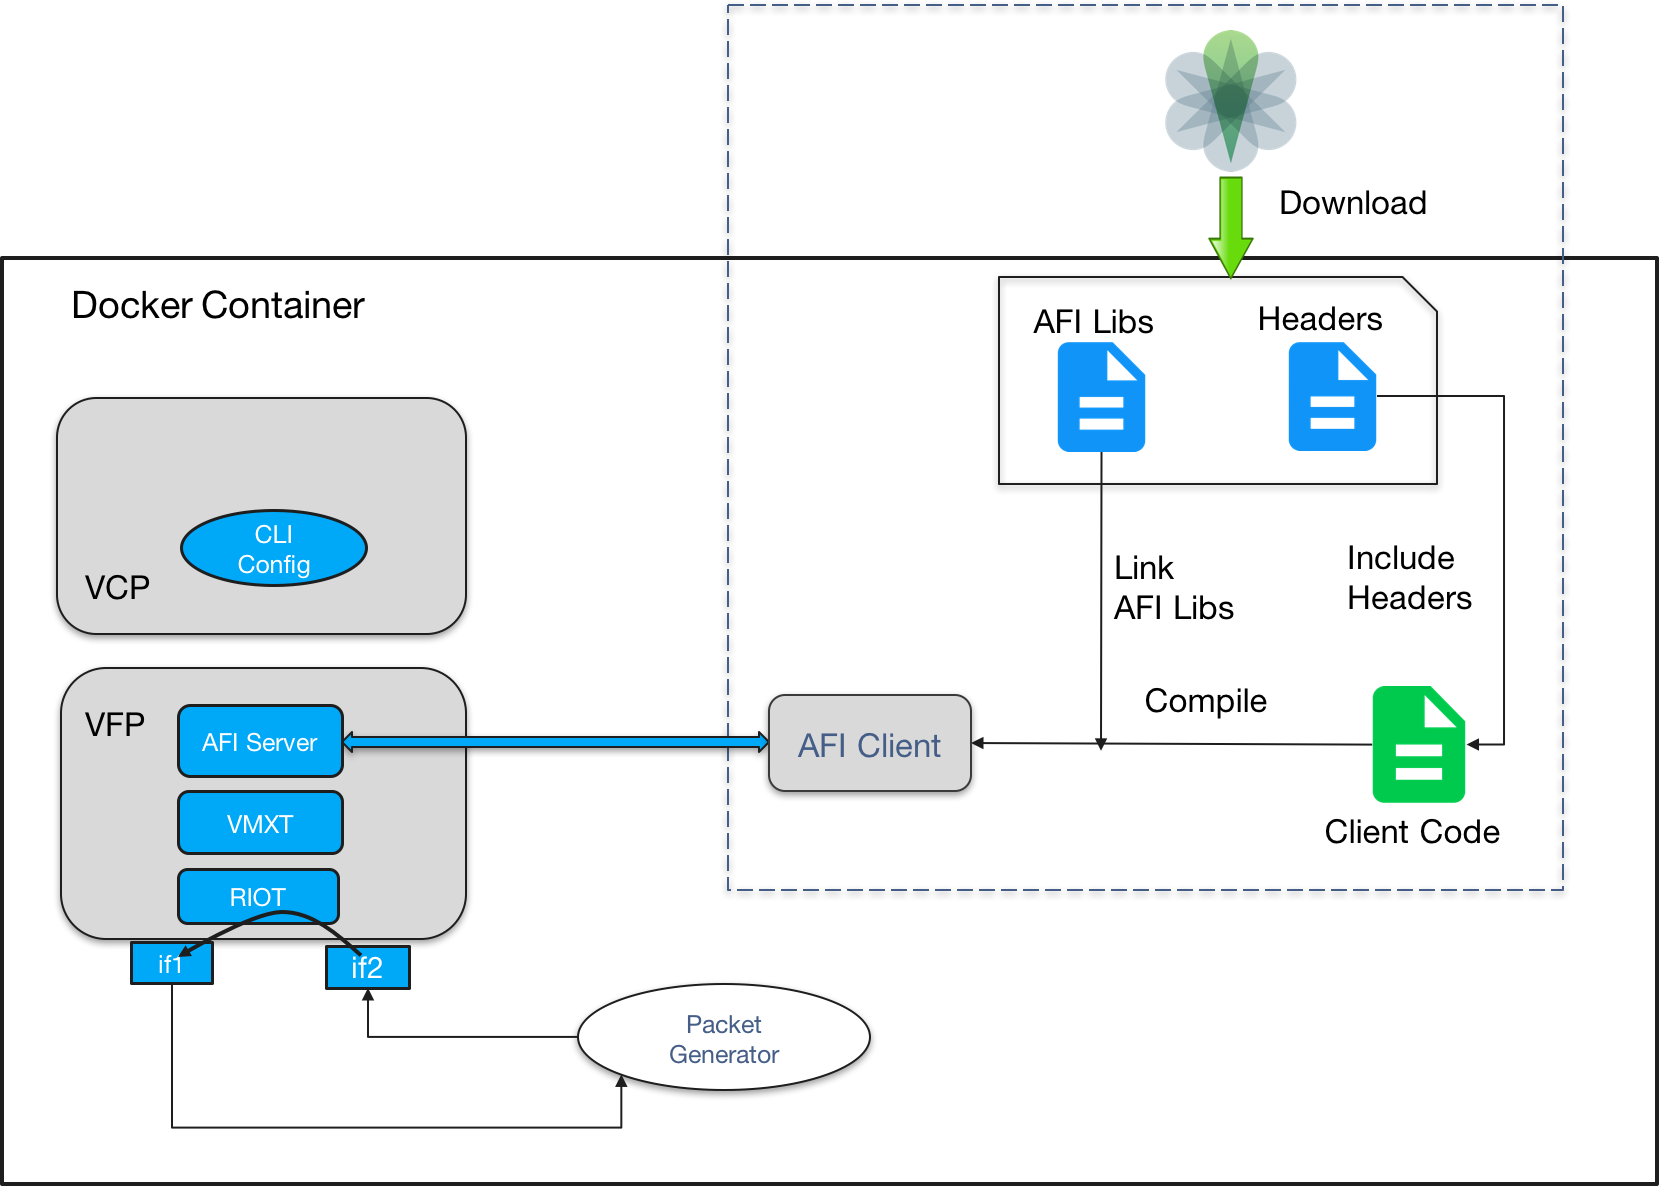 Download
Docker Container
AFI Libs
Headers
CLI
Config
VCP
Link
AFI Libs
Include
Headers
VFP
AFI Server
VMXT
RIOT
if1
if2
AFI Client
Compile
Client Code
Packet
Generator